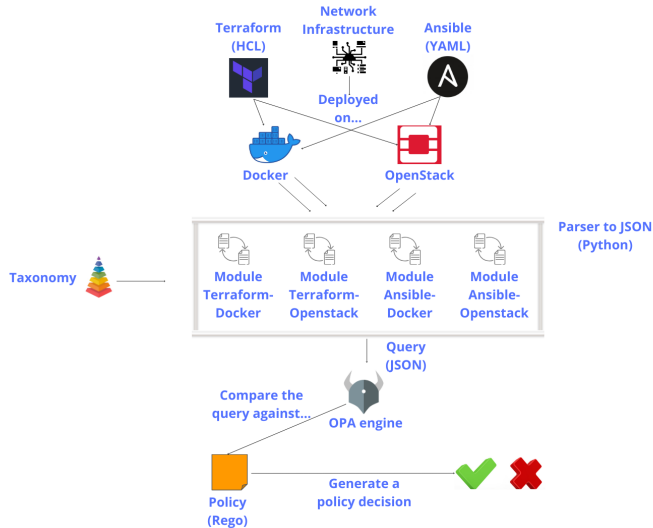 Terraform
(HCL)
Network
Infrastructure
Ansible
(YAML)
Deployed
on...
Docker
OpenStack
Parser to JSON
(Python)
Taxonomy
Module
Terraform-
Docker
Module
Terraform-
Openstack
Module
Ansible-
Docker
Module
Ansible-
Openstack
Query
(JSON)
Compare the
query against...
OPA engine
Generate a
policy decision
Policy
(Rego)